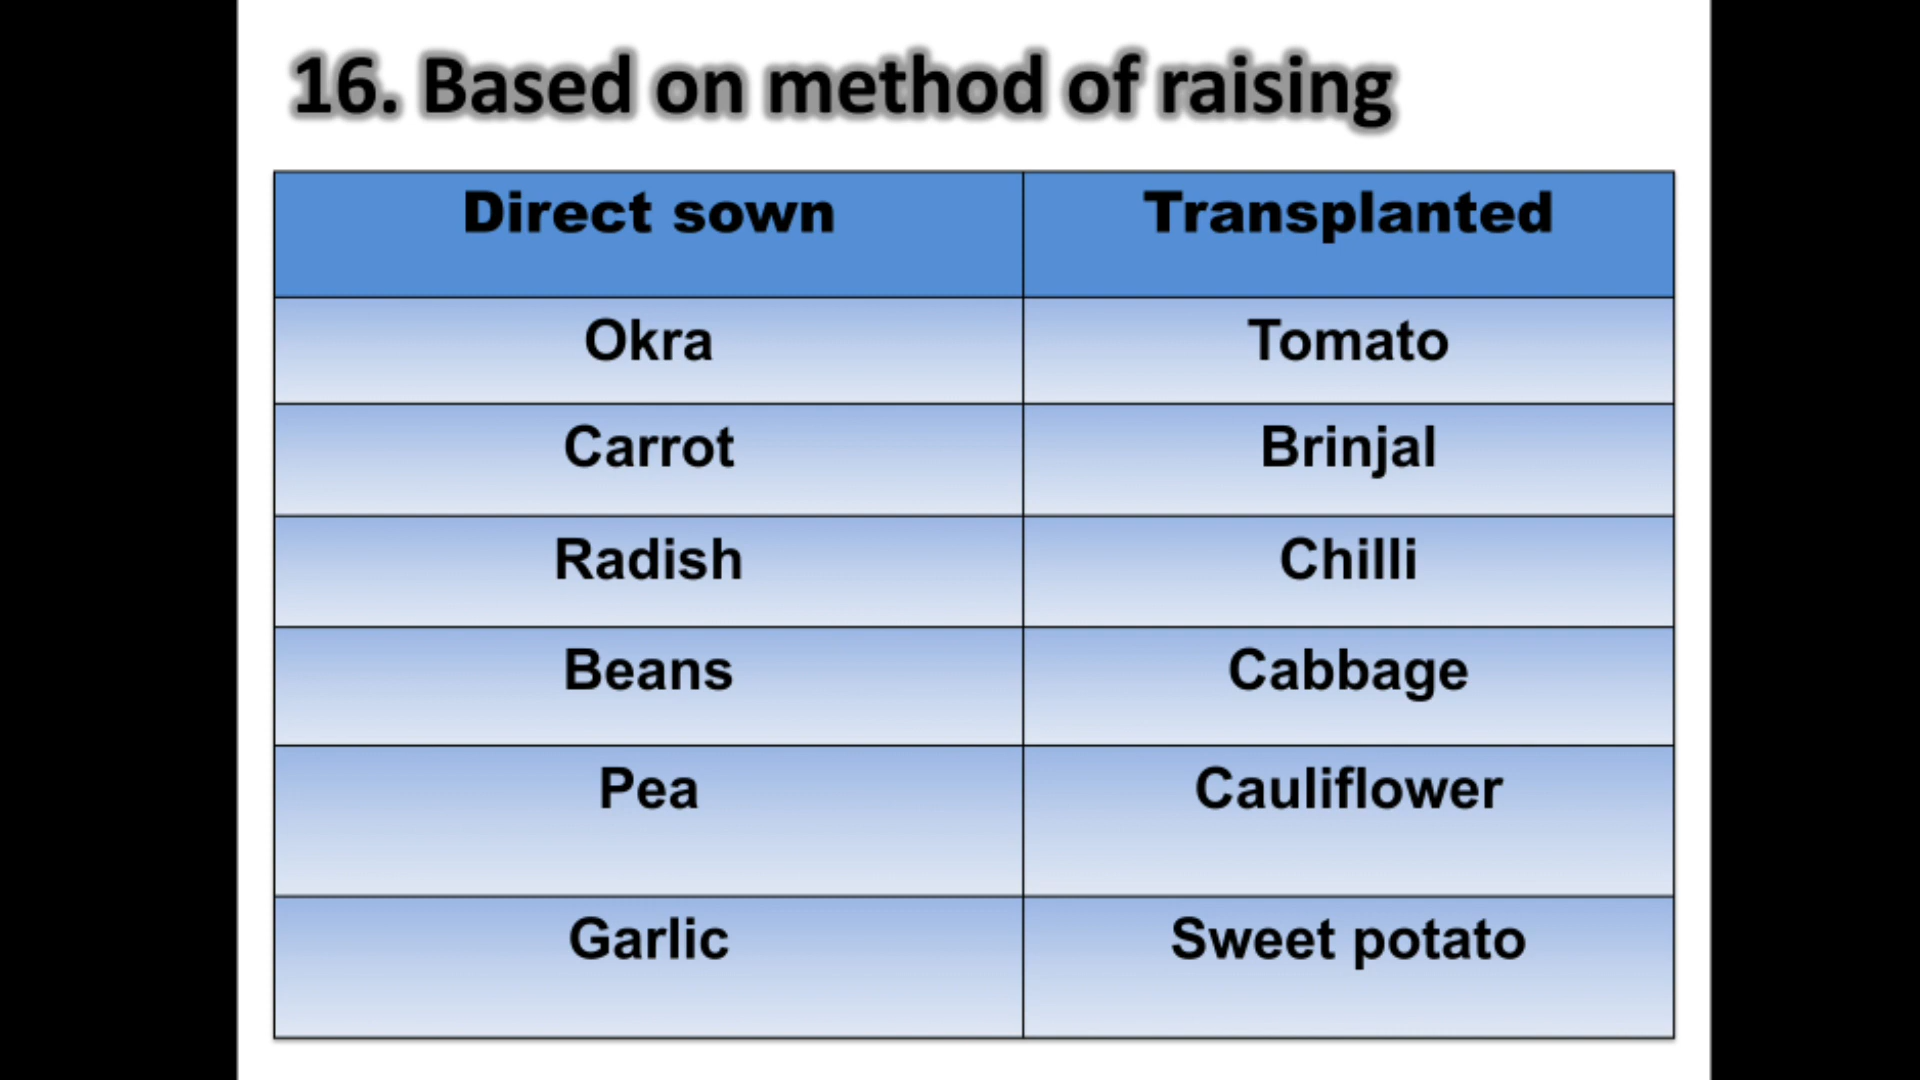 16. Based on method of raising
Direct sown Transplanted
Okra Tomato
Carrot Brinjal
Radish Chilli
Beans Cabbage
Pea Cauliflower
Garlic Sweet potato